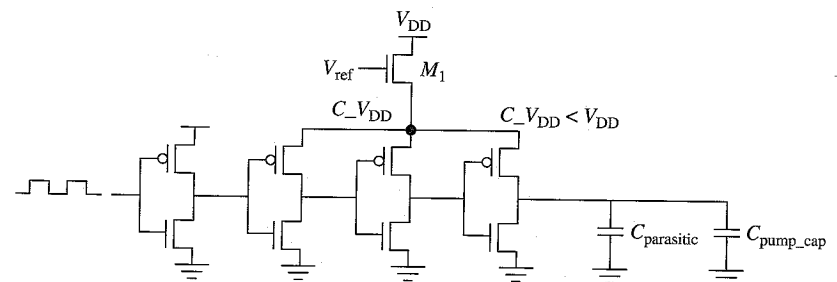 V_DD
V_ref M_1
C_V_DD C_V_DD < V_DD
C_parasitic C_pump_cap